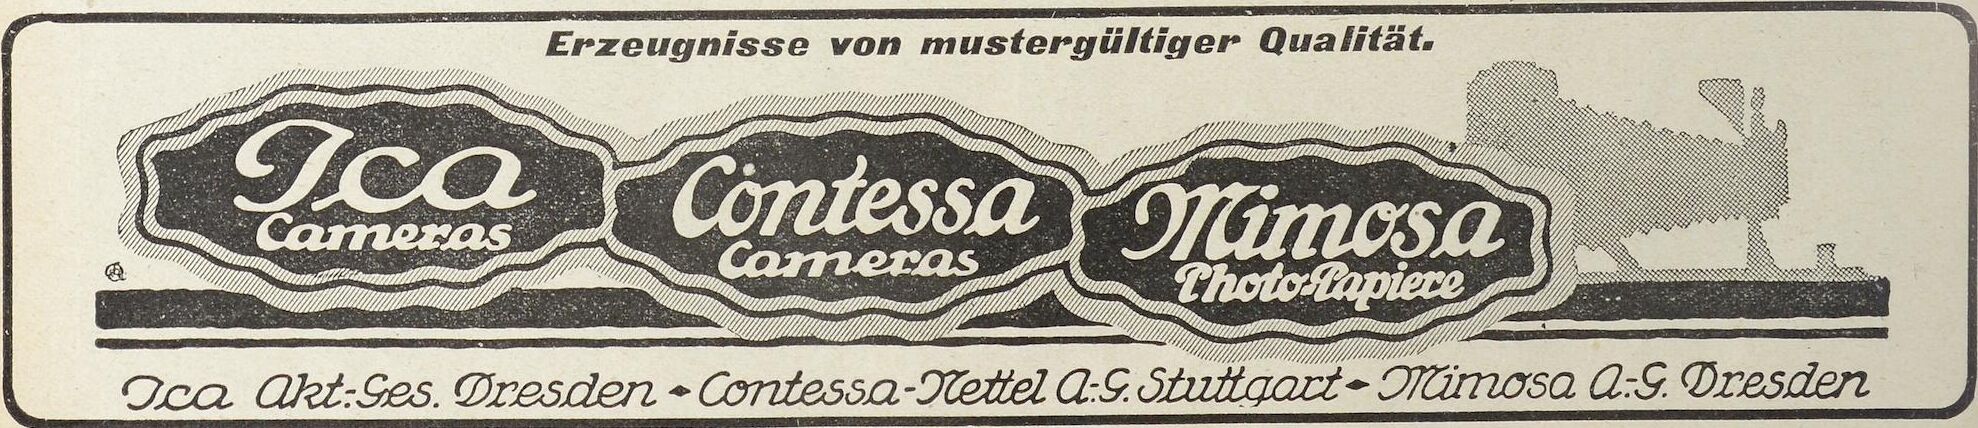 Erzeugnisse von mustergültiger Qualität.
Ica
Cameras
Contessa
Cameras
Mimosa
Photo-Papiere
Ica Akt.-Ges. Dresden • Contessa-Nettel A.-G. Stuttgart • Mimosa A.-G. Dresden